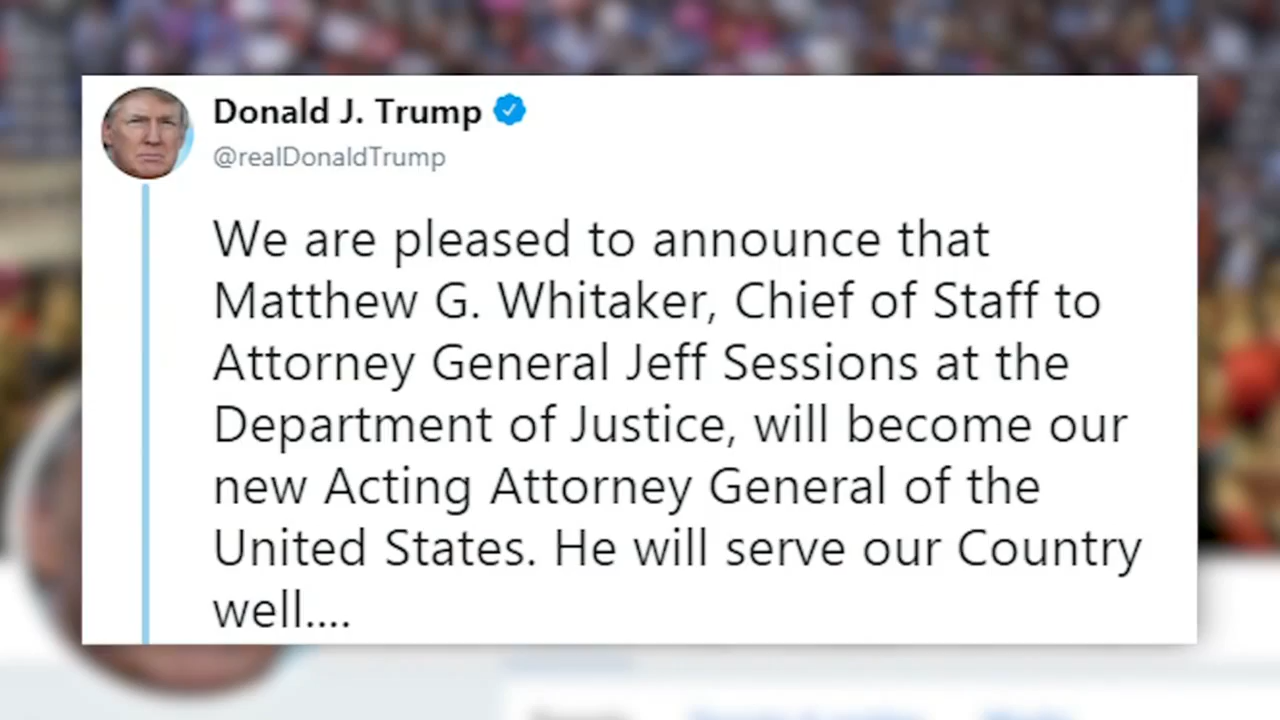 Donald J. Trump
@realDonaldTrump
We are pleased to announce that
Matthew G. Whitaker, Chief of Staff to
Attorney General Jeff Sessions at the
Department of Justice, will become our
new Acting Attorney General of the
United States. He will serve our Country
well....